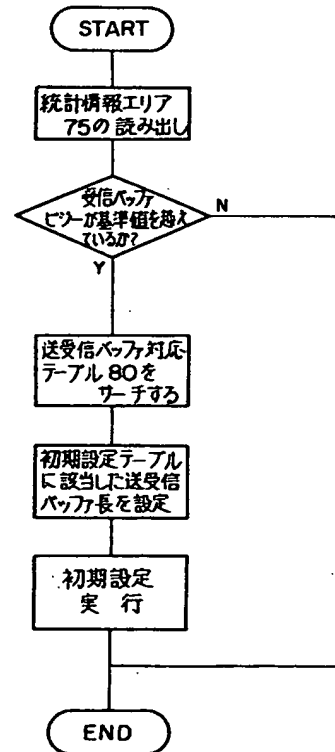 START
統計情報エリア
75の読み出し
受信バッファ
ビジーが基準値を越え
ているか?
N
Y
送受信バッファ対応
テーブル80を
サーチする
初期設定テーブル
に該当した送受信
バッファ長を設定
初期設定
実行
END